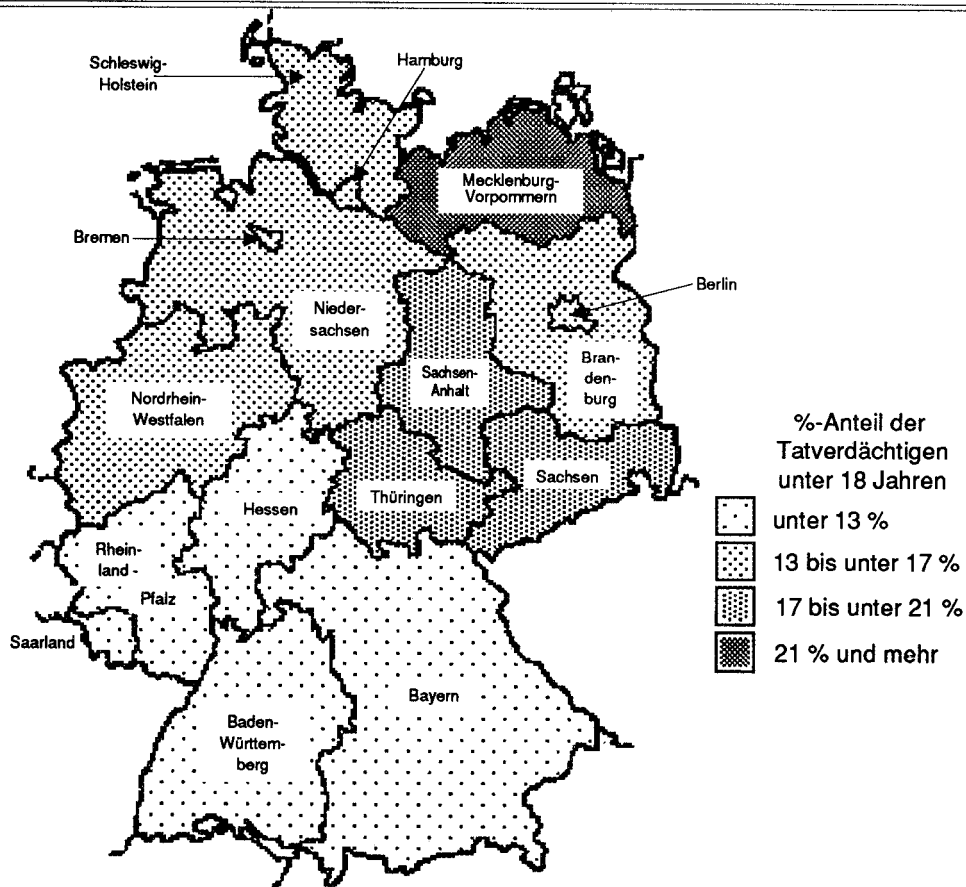 Schleswig-
Holstein
Hamburg
Mecklenburg-
Vorpommern
Bremen
Berlin
Nieder-
sachsen
Bran-
den-
burg
Sachsen-
Anhalt
Nordrhein-
Westfalen
Sachsen
Thüringen
Hessen
Rhein-
land -
Pfalz
Saarland
Bayern
Baden-
Württem-
berg
%-Anteil der
Tatverdächtigen
unter 18 Jahren
unter 13 %
13 bis unter 17 %
17 bis unter 21 %
21 % und mehr